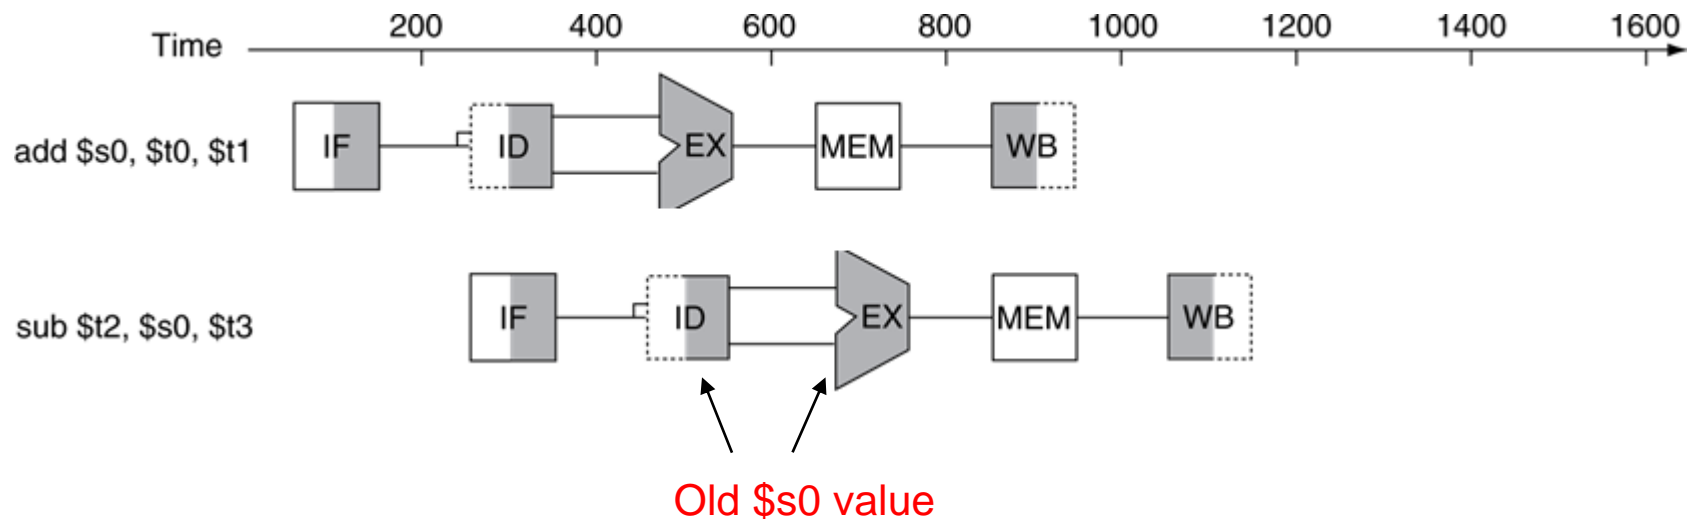 200 400 600 800 1000 1200 1400 1600
Time
add $s0, $t0, $t1 IF ID EX MEM WB
sub $t2, $s0, $t3 IF ID EX MEM WB
Old $s0 value